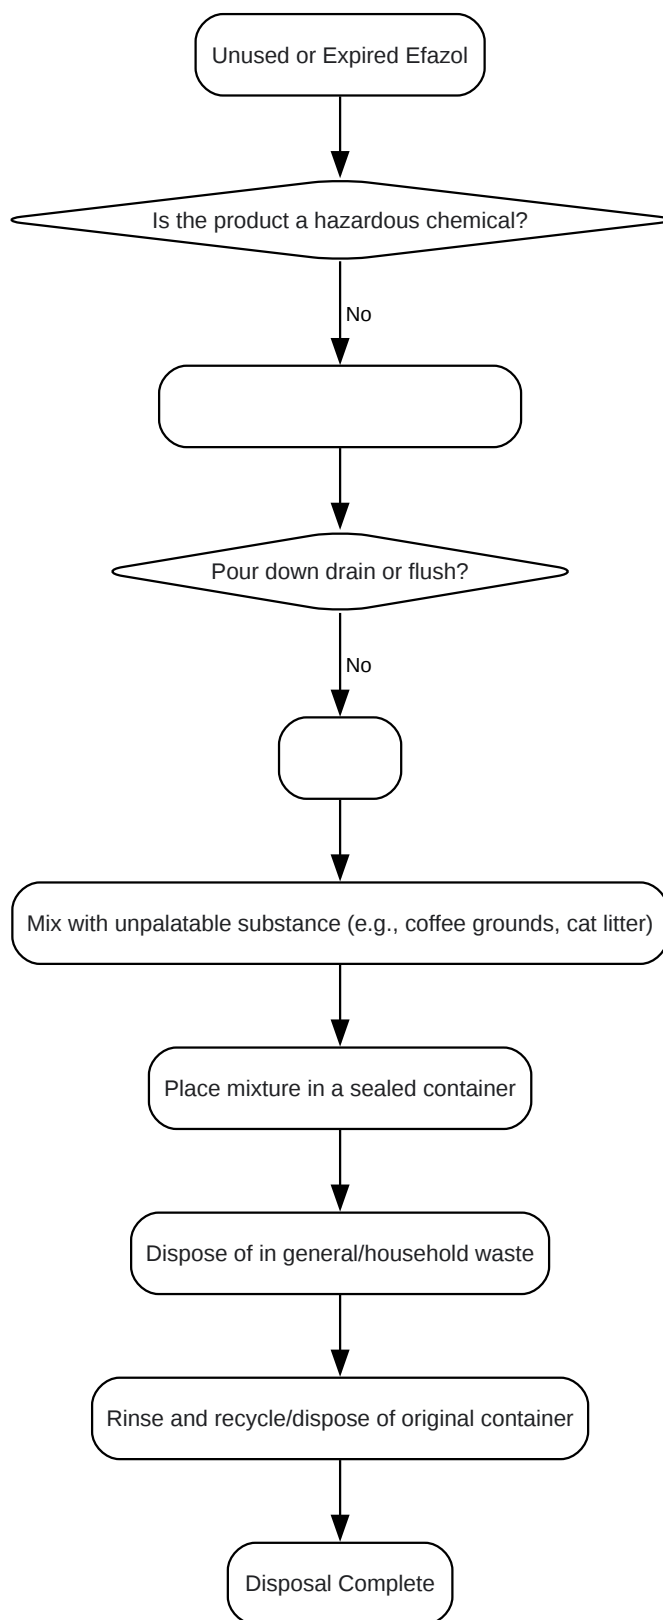 Unused or Expired Efazol
Is the product a hazardous chemical?
No
Pour down drain or flush?
No
Mix with unpalatable substance (e.g., coffee grounds, cat litter)
Place mixture in a sealed container
Dispose of in general/household waste
Rinse and recycle/dispose of original container
Disposal Complete